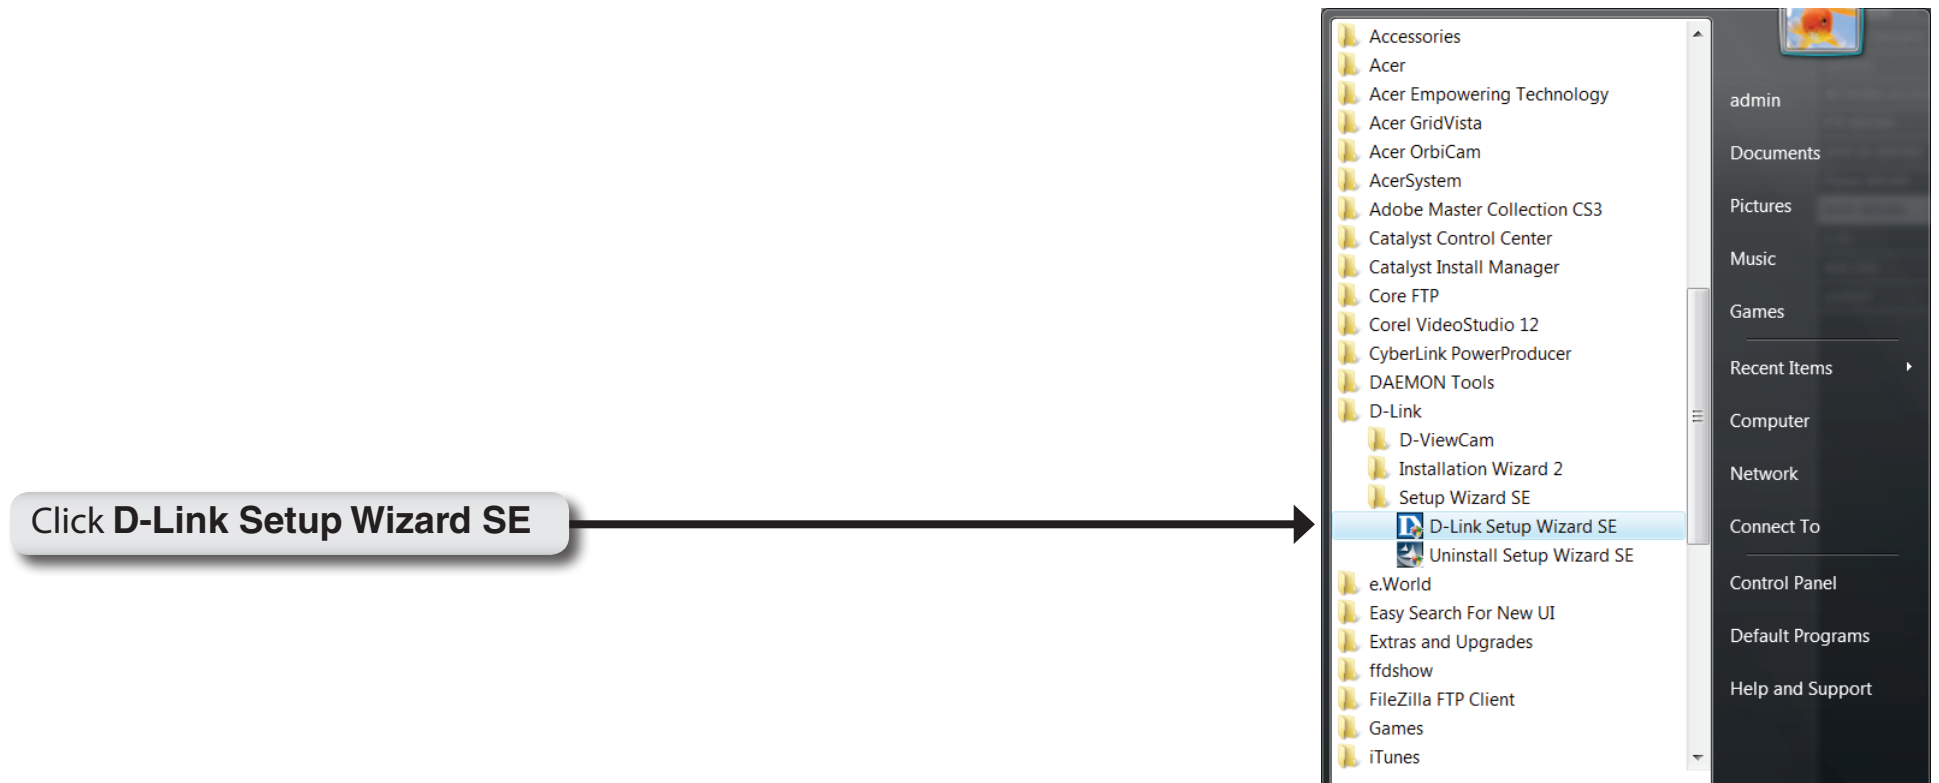 Click D-Link Setup Wizard SE
Accessories
Acer
Acer Empowering Technology
Acer GridVista
Acer OrbiCam
AcerSystem
Adobe Master Collection CS3
Catalyst Control Center
Catalyst Install Manager
Core FTP
Corel VideoStudio 12
CyberLink PowerProducer
DAEMON Tools
D-Link
D-ViewCam
Installation Wizard 2
Setup Wizard SE
D-Link Setup Wizard SE
Uninstall Setup Wizard SE
e.World
Easy Search For New UI
Extras and Upgrades
ffdshow
FileZilla FTP Client
Games
iTunes
admin
Documents
Pictures
Music
Games
Recent Items
Computer
Network
Connect To
Control Panel
Default Programs
Help and Support